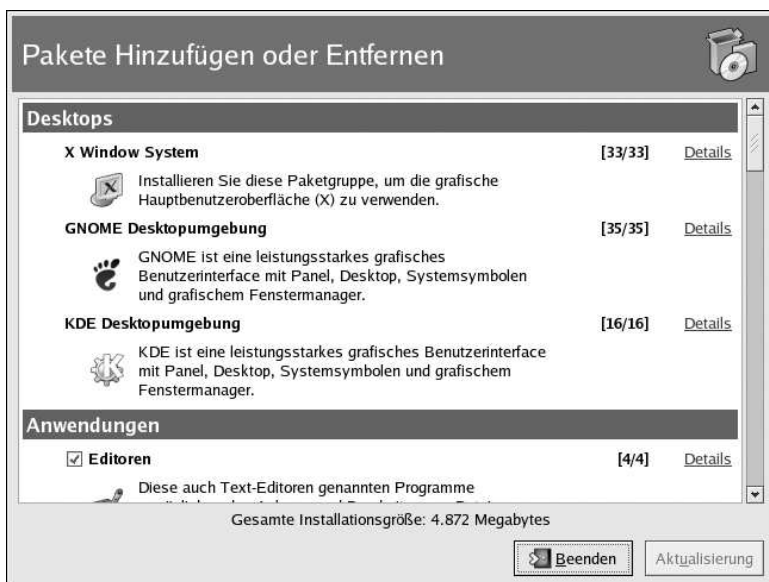 Pakete Hinzufügen oder Entfernen
Desktops
X Window System [33/33] Details
Installieren Sie diese Paketgruppe, um die grafische
Hauptbenutzeroberfläche (X) zu verwenden.
GNOME Desktopumgebung [35/35] Details
GNOME ist eine leistungsstarkes grafisches
Benutzerinterface mit Panel, Desktop, Systemsymbolen
und grafischem Fenstermanager.
KDE Desktopumgebung [16/16] Details
KDE ist eine leistungsstarkes grafisches Benutzerinterface
mit Panel, Desktop, Systemsymbolen und grafischem
Fenstermanager.
Anwendungen
Editoren [4/4] Details
Diese auch Text-Editoren genannten Programme
Gesamte Installationsgröße: 4.872 Megabytes
Beenden Aktualisierung